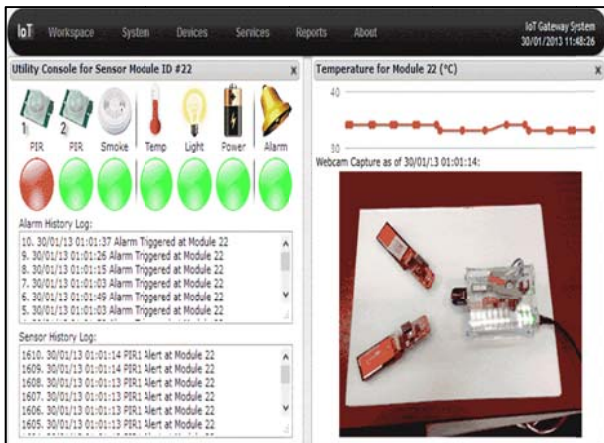 IoT Workspace System Devices Services Reports About
IoT Gateway System
30/01/2013 11:48:26
Utility Console for Sensor Module ID #22 x
1 2
PIR PIR Smoke Temp Light Power Alarm
Alarm History Log:
10. 30/01/13 01:01:37 Alarm Triggered at Module 22
9. 30/01/13 01:01:26 Alarm Triggered at Module 22
8. 30/01/13 01:01:15 Alarm Triggered at Module 22
7. 30/01/13 01:01:03 Alarm Triggered at Module 22
6. 30/01/13 01:01:49 Alarm Triggered at Module 22
5. 30/01/13 01:01:03 Alarm Triggered at Module 22
Sensor History Log:
1610. 30/01/13 01:01:14 PIR1 Alert at Module 22
1609. 30/01/13 01:01:14 PIR1 Alert at Module 22
1608. 30/01/13 01:01:13 PIR1 Alert at Module 22
1607. 30/01/13 01:01:13 PIR1 Alert at Module 22
1606. 30/01/13 01:01:13 PIR1 Alert at Module 22
1605. 30/01/13 01:01:13 PIR1 Alert at Module 22
Temperature for Module 22 (°C) x
40
30
Webcam Capture as of 30/01/13 01:01:14: